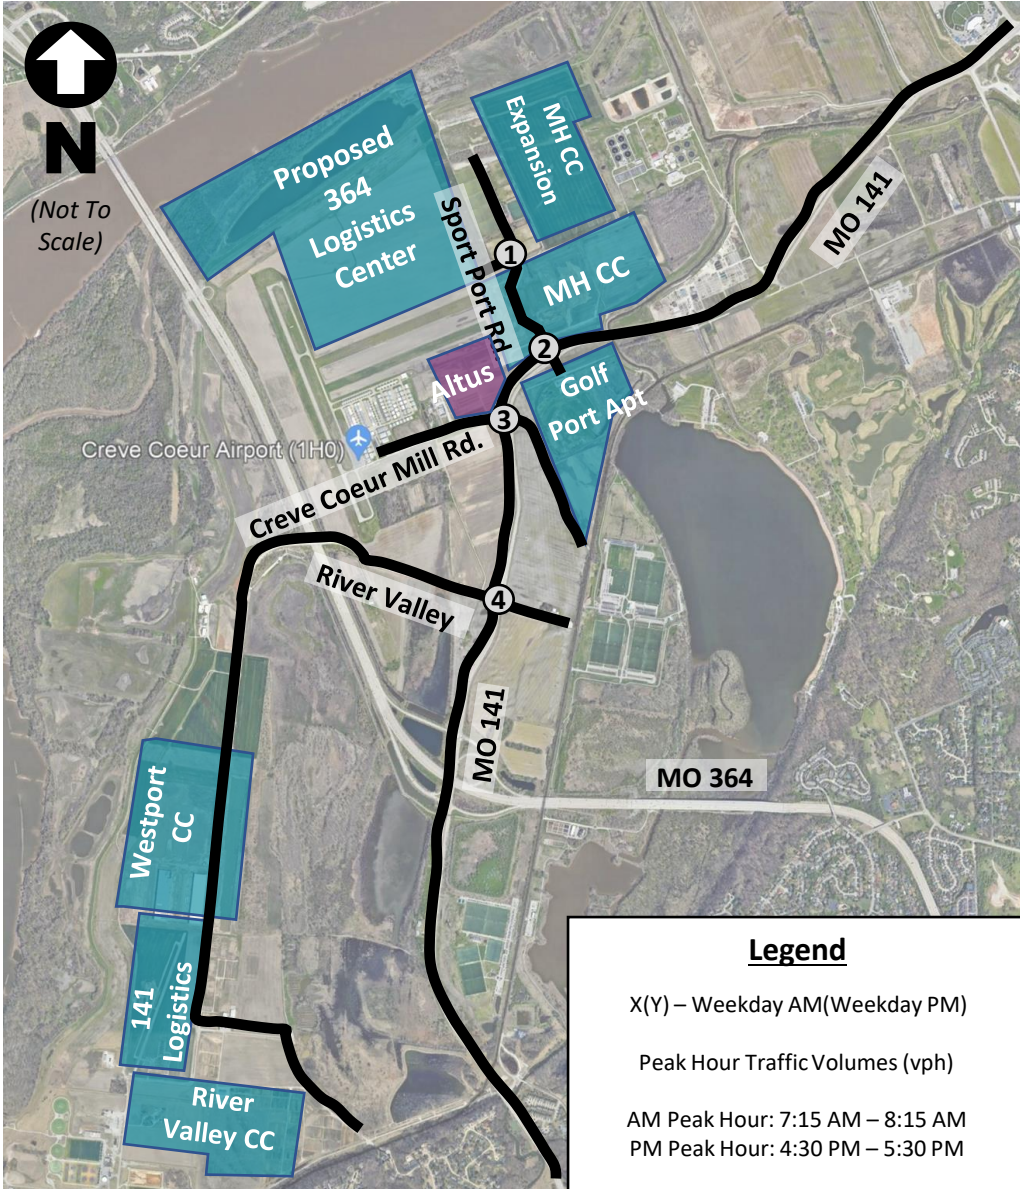 N
(Not To
Scale)
Proposed
364
Logistics
Center
MH CC
Expansion
Sport Port Rd
1
MH CC
MO 141
2
Altus
Golf
Port Apt
3
Creve Coeur Airport (1H0)
Creve Coeur Mill Rd.
River Valley
4
MO 141
MO 364
Westport
CC
141
Logistics
River
Valley CC
Legend
X(Y) – Weekday AM(Weekday PM)
Peak Hour Traffic Volumes (vph)
AM Peak Hour: 7:15 AM – 8:15 AM
PM Peak Hour: 4:30 PM – 5:30 PM